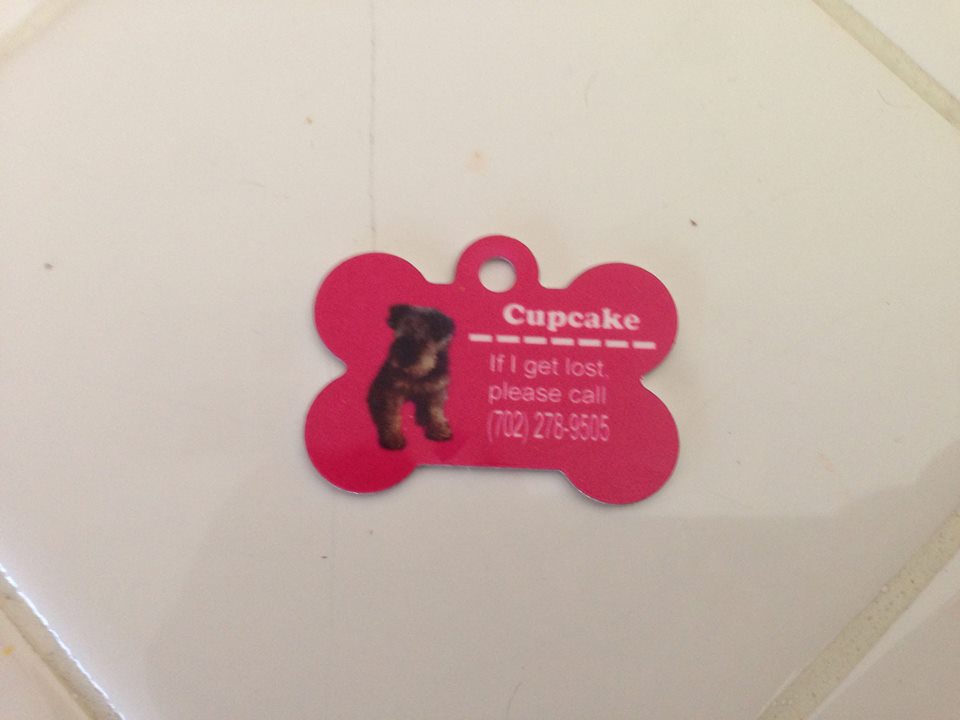 Cupcake
If I get lost,
please call
(702) 278-9505